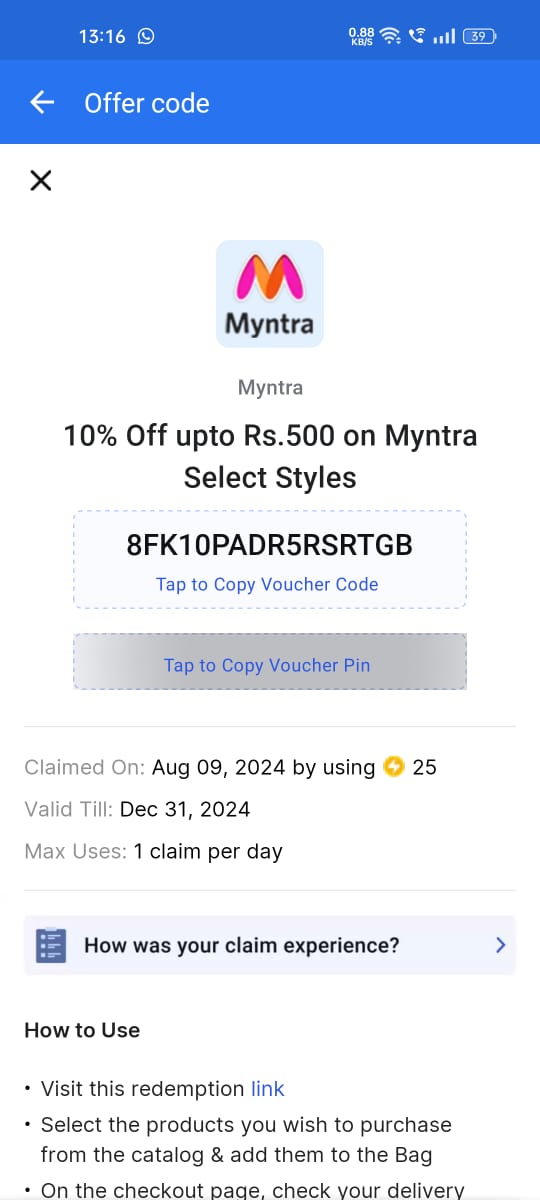 13:16
0.88
KB/S
39
Offer code
Myntra
Myntra
10% Off upto Rs.500 on Myntra
Select Styles
8FK10PADR5RSRTGB
Tap to Copy Voucher Code
Tap to Copy Voucher Pin
Claimed On: Aug 09, 2024 by using 25
Valid Till: Dec 31, 2024
Max Uses: 1 claim per day
How was your claim experience?
How to Use
• Visit this redemption link
• Select the products you wish to purchase
from the catalog & add them to the Bag
• On the checkout page, check your delivery